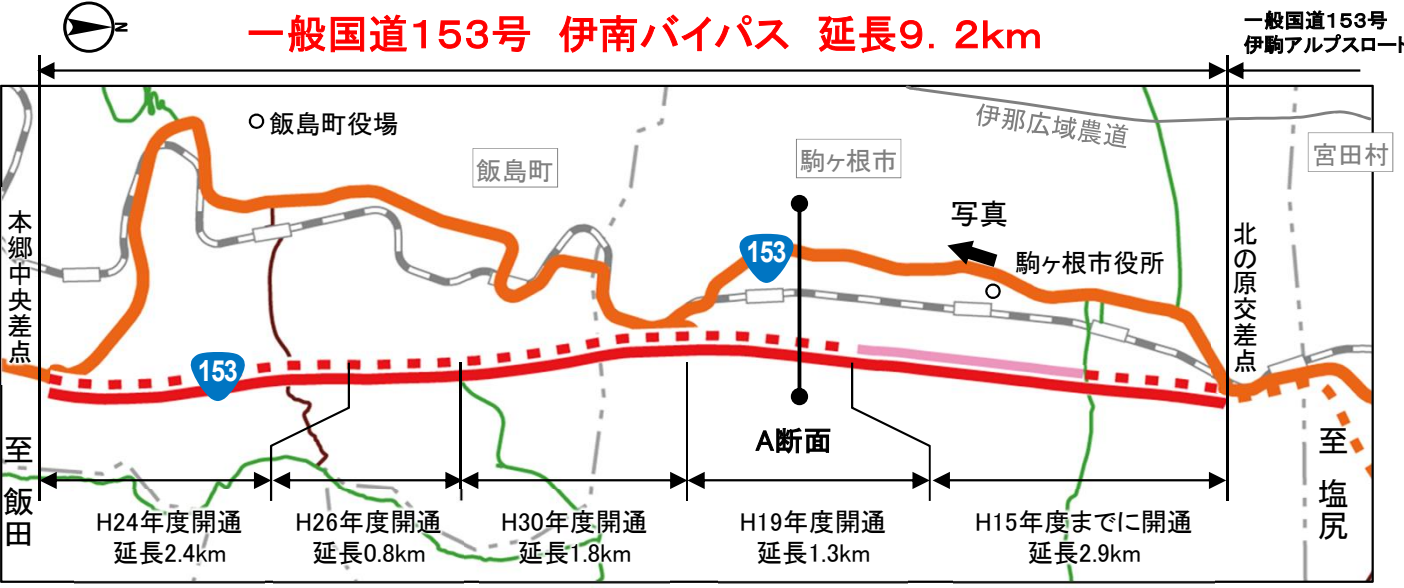 N
一般国道153号 伊南バイパス 延長9．2km
一般国道153号
伊駒アルプスロード
飯島町役場
伊那広域農道
飯島町
駒ヶ根市
宮田村
本郷中央差点
写真
153
駒ヶ根市役所
北の原交差点
153
A断面
至飯田
至塩尻
H24年度開通
延長2.4km
H26年度開通
延長0.8km
H30年度開通
延長1.8km
H19年度開通
延長1.3km
H15年度までに開通
延長2.9km